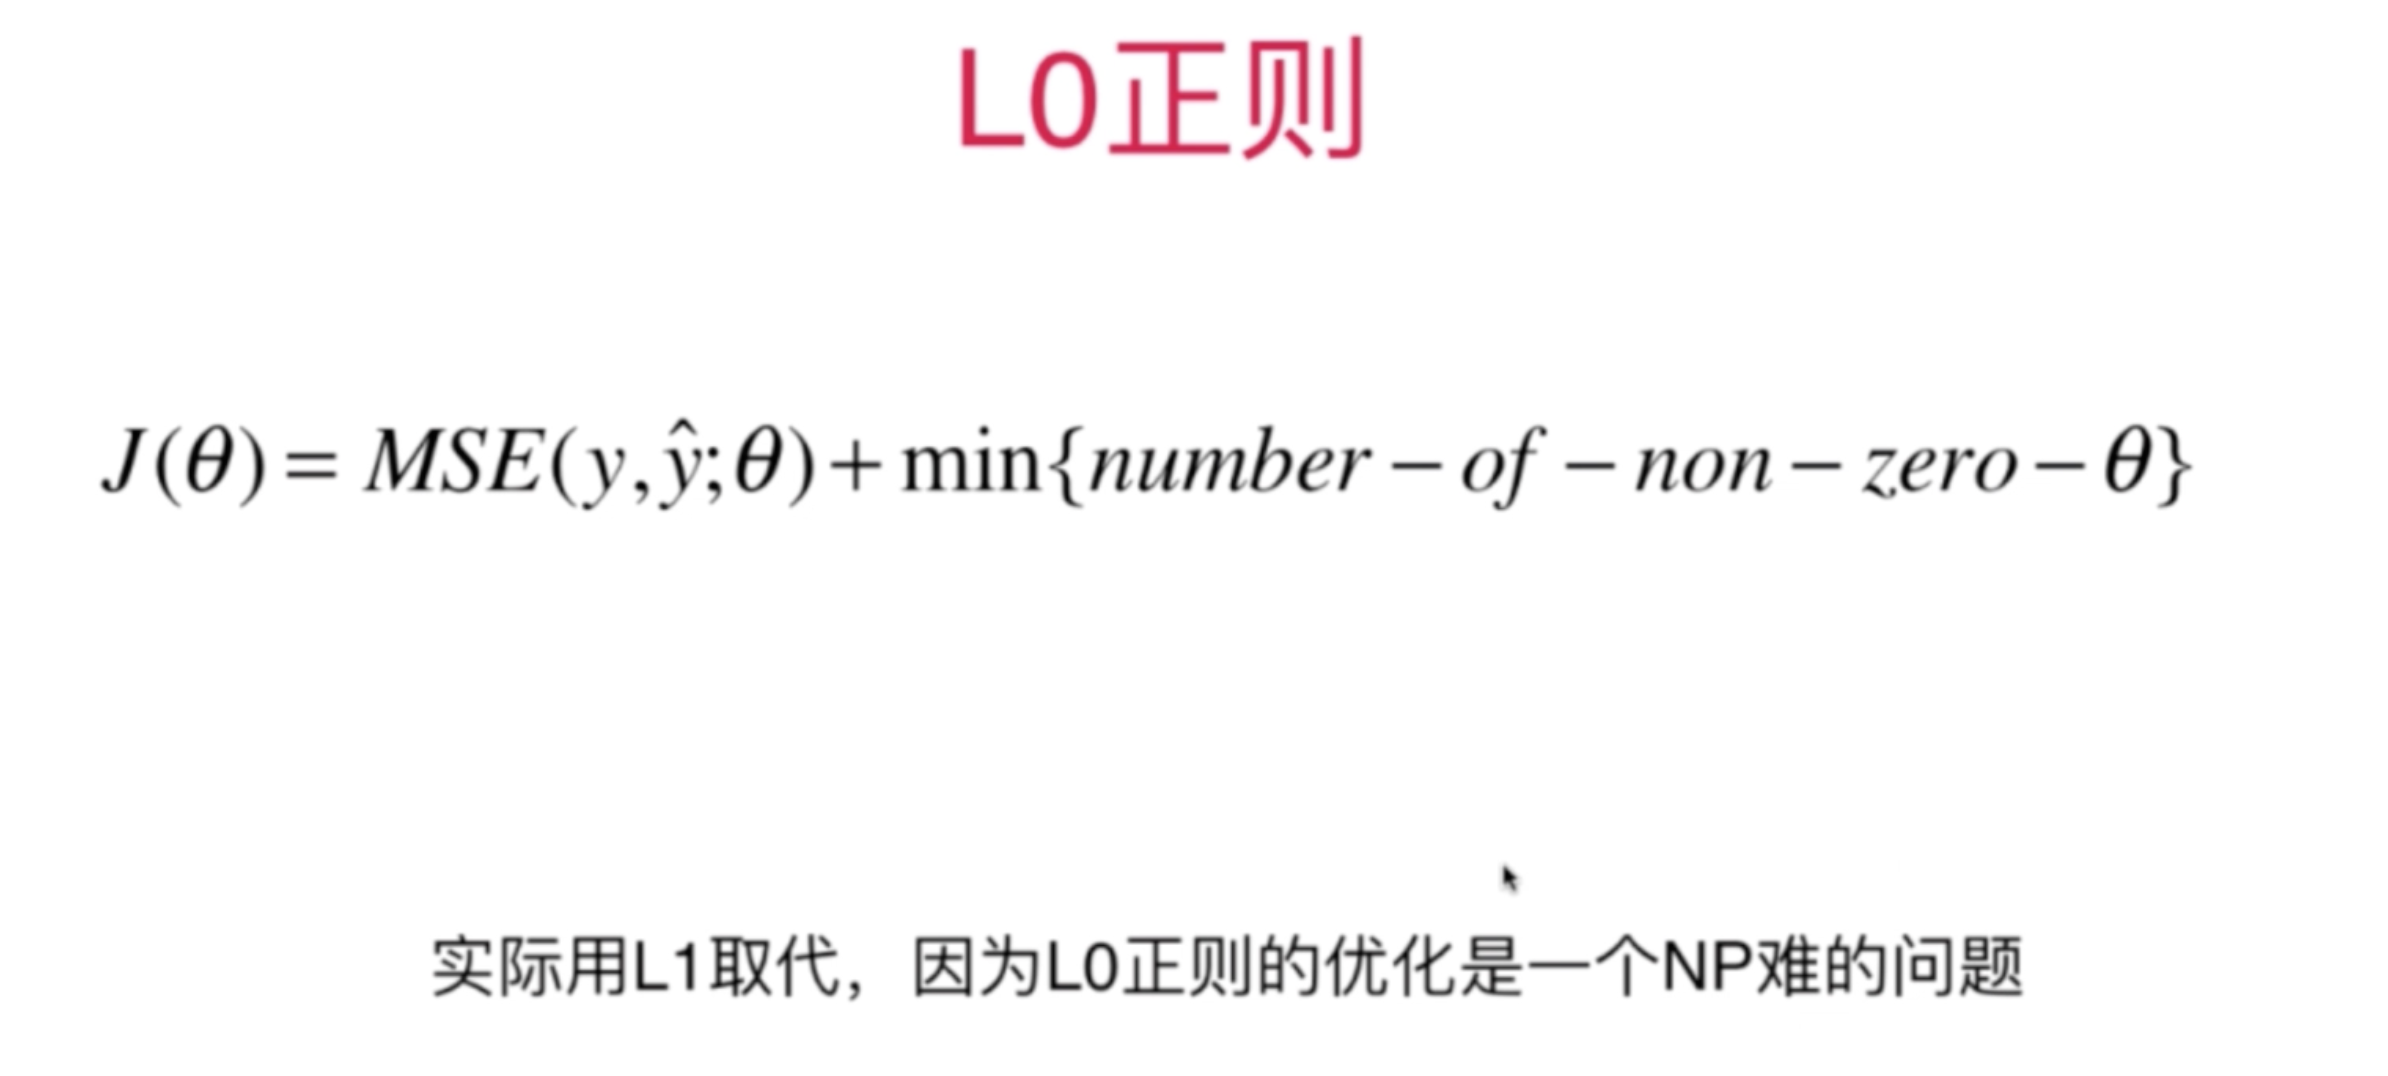 L0正则
J(θ) = MSE(y, ŷ; θ) + min{number − of − non − zero − θ}
实际用L1取代，因为L0正则的优化是一个NP难的问题